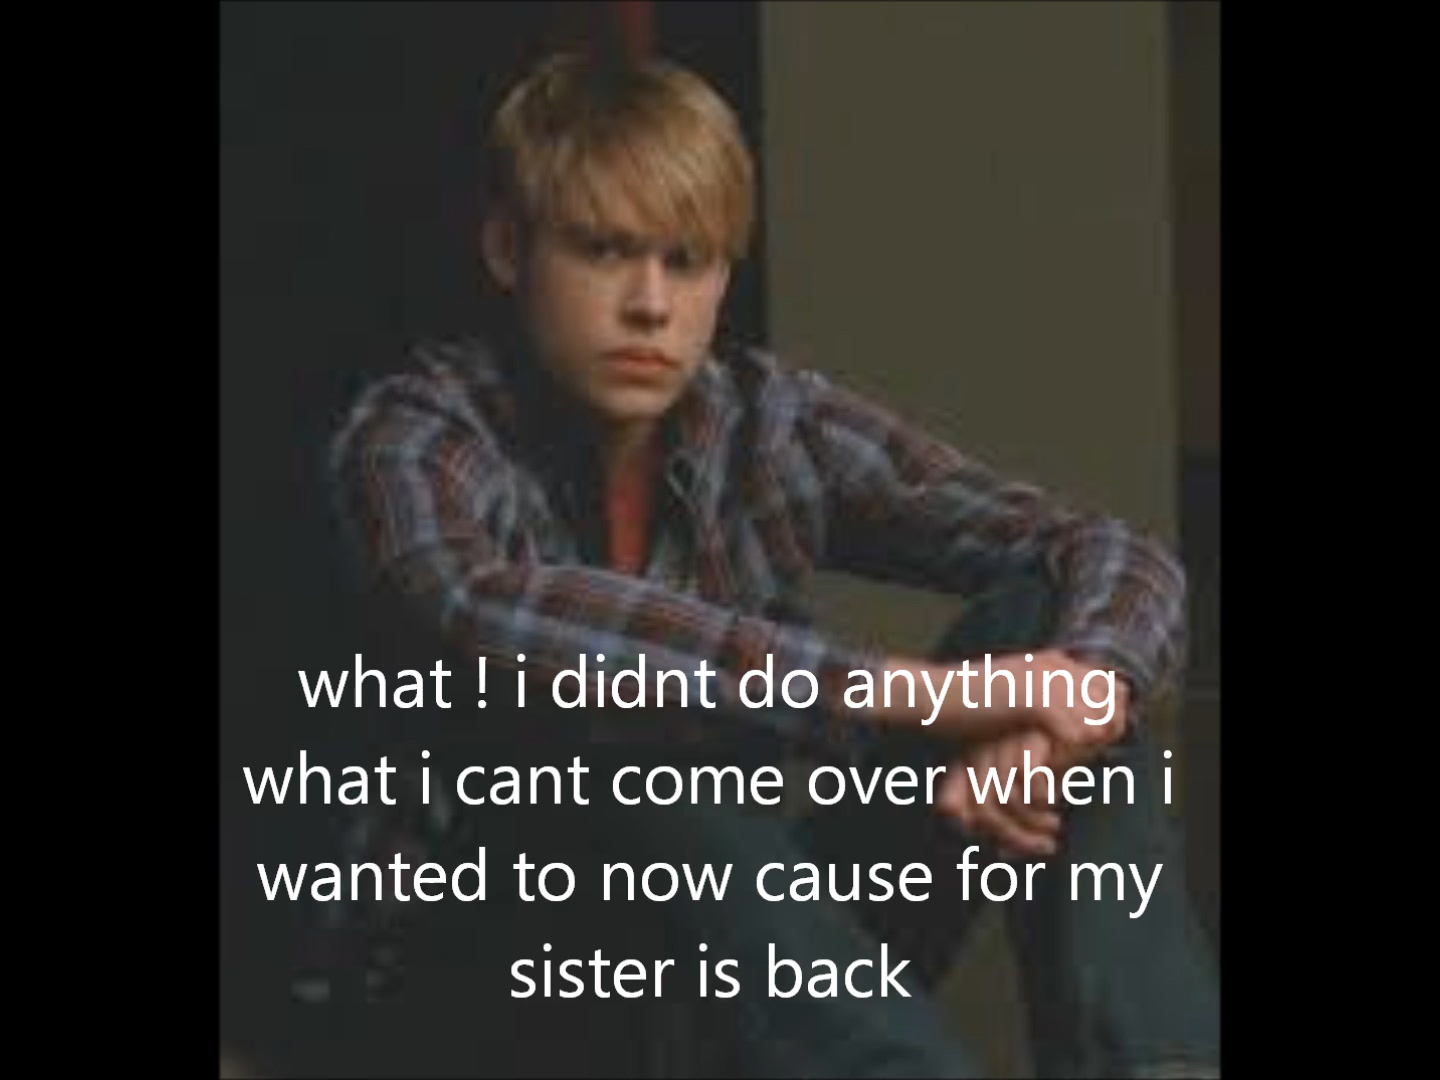 what ! i didnt do anything
what i cant come over when i
wanted to now cause for my
sister is back